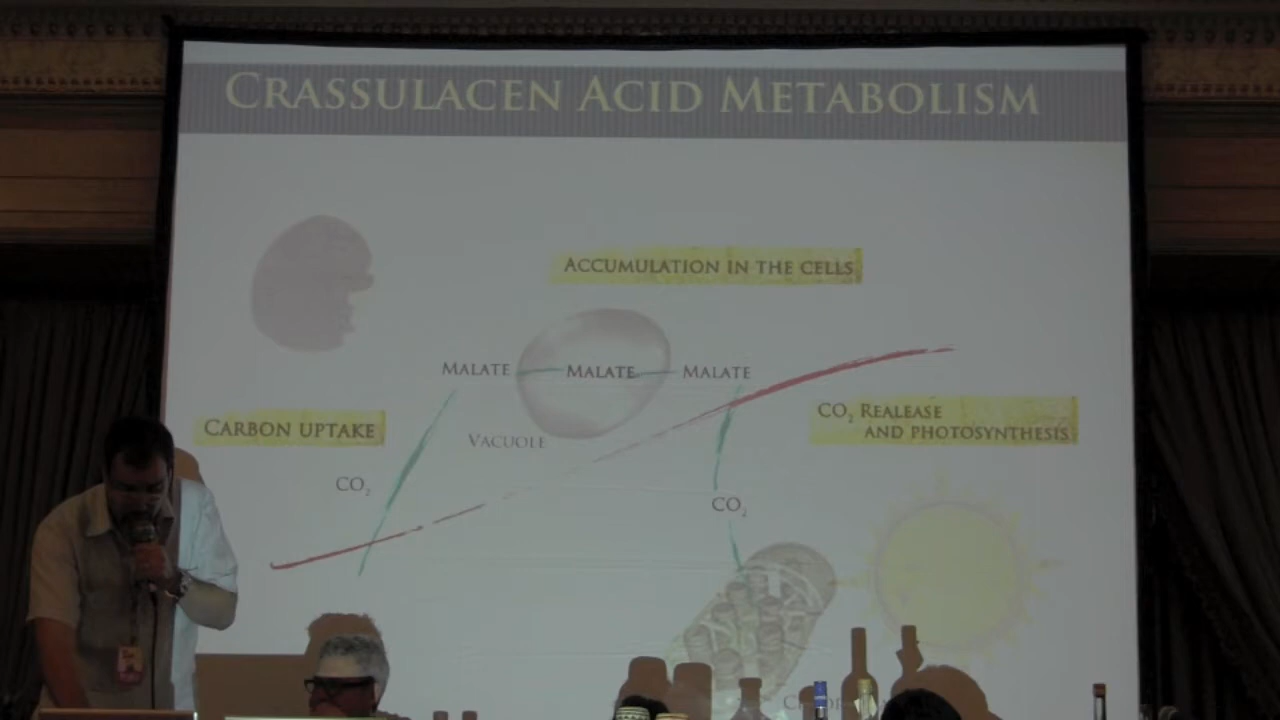 CRASSULACEN ACID METABOLISM
ACCUMULATION IN THE CELLS
MALATE MALATE MALATE
CARBON UPTAKE
CO2 REALEASE
AND PHOTOSYNTHESIS
VACUOLE
CO2
CO2